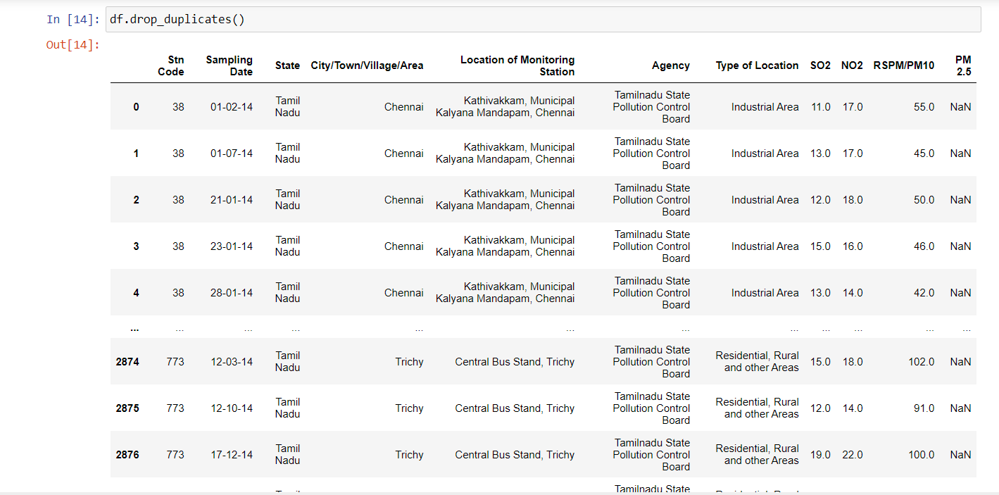 In [14]: df.drop_duplicates()
Out[14]:
Stn Code Sampling Date State City/Town/Village/Area Location of Monitoring Station Agency Type of Location SO2 NO2 RSPM/PM10 PM 2.5
0 38 01-02-14 Tamil Nadu Chennai Kathivakkam, Municipal Kalyana Mandapam, Chennai Tamilnadu State Pollution Control Board Industrial Area 11.0 17.0 55.0 NaN
1 38 01-07-14 Tamil Nadu Chennai Kathivakkam, Municipal Kalyana Mandapam, Chennai Tamilnadu State Pollution Control Board Industrial Area 13.0 17.0 45.0 NaN
2 38 21-01-14 Tamil Nadu Chennai Kathivakkam, Municipal Kalyana Mandapam, Chennai Tamilnadu State Pollution Control Board Industrial Area 12.0 18.0 50.0 NaN
3 38 23-01-14 Tamil Nadu Chennai Kathivakkam, Municipal Kalyana Mandapam, Chennai Tamilnadu State Pollution Control Board Industrial Area 15.0 16.0 46.0 NaN
4 38 28-01-14 Tamil Nadu Chennai Kathivakkam, Municipal Kalyana Mandapam, Chennai Tamilnadu State Pollution Control Board Industrial Area 13.0 14.0 42.0 NaN
... ... ... ... ... ... ... ... ... ... ... ...
2874 773 12-03-14 Tamil Nadu Trichy Central Bus Stand, Trichy Tamilnadu State Pollution Control Board Residential, Rural and other Areas 15.0 18.0 102.0 NaN
2875 773 12-10-14 Tamil Nadu Trichy Central Bus Stand, Trichy Tamilnadu State Pollution Control Board Residential, Rural and other Areas 12.0 14.0 91.0 NaN
2876 773 17-12-14 Tamil Nadu Trichy Central Bus Stand, Trichy Tamilnadu State Pollution Control Board Residential, Rural and other Areas 19.0 22.0 100.0 NaN
Tamilnadu State